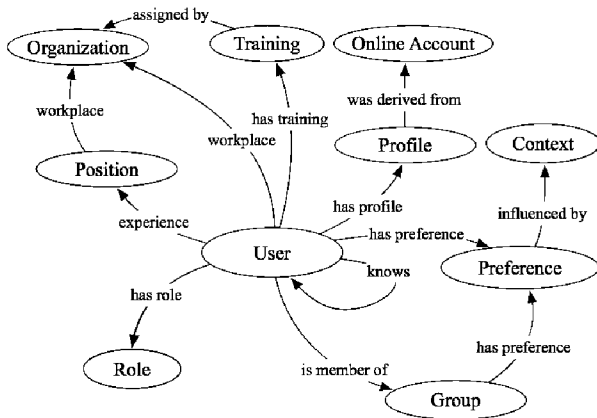 assigned by
Organization
Training
Online Account
workplace
has training
was derived from
workplace
Profile
Context
Position
has profile
influenced by
experience
has preference
User
knows
Preference
has role
has preference
Role
is member of
Group